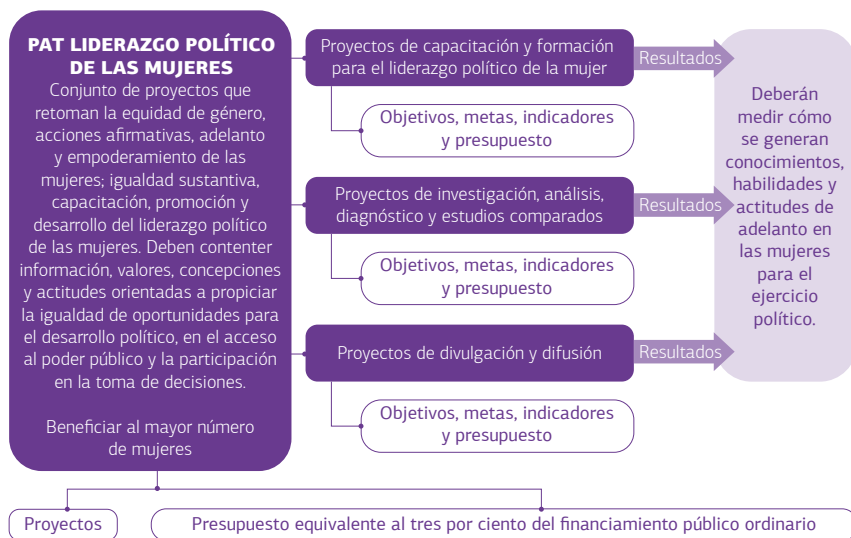 PAT LIDERAZGO POLÍTICO
DE LAS MUJERES
Conjunto de proyectos que
retoman la equidad de género,
acciones afirmativas, adelanto
y empoderamiento de las
mujeres; igualdad sustantiva,
capacitación, promoción y
desarrollo del liderazgo político
de las mujeres. Deben contenter
información, valores, concepciones
y actitudes orientadas a propiciar
la igualdad de oportunidades para
el desarrollo político, en el acceso
al poder público y la participación
en la toma de decisiones.
Beneficiar al mayor número
de mujeres
Proyectos de capacitación y formación
para el liderazgo político de la mujer
Resultados
Objetivos, metas, indicadores
y presupuesto
Proyectos de investigación, análisis,
diagnóstico y estudios comparados
Resultados
Objetivos, metas, indicadores
y presupuesto
Proyectos de divulgación y difusión
Resultados
Objetivos, metas, indicadores
y presupuesto
Deberán
medir cómo
se generan
conocimientos,
habilidades y
actitudes de
adelanto en
las mujeres
para el
ejercicio
político.
Proyectos
Presupuesto equivalente al tres por ciento del financiamiento público ordinario